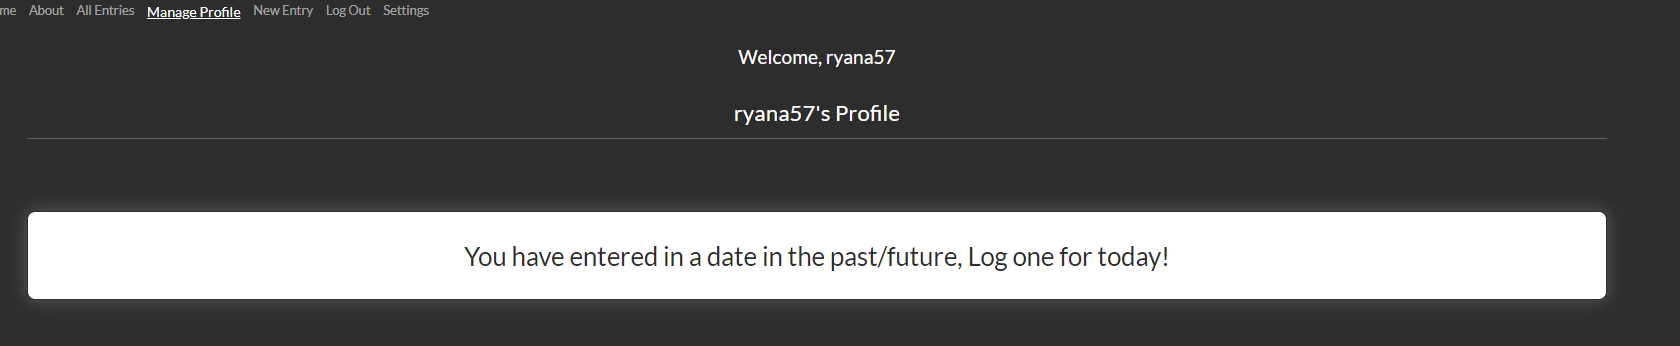 me About All Entries Manage Profile New Entry Log Out Settings
Welcome, ryana57
ryana57's Profile
You have entered in a date in the past/future, Log one for today!